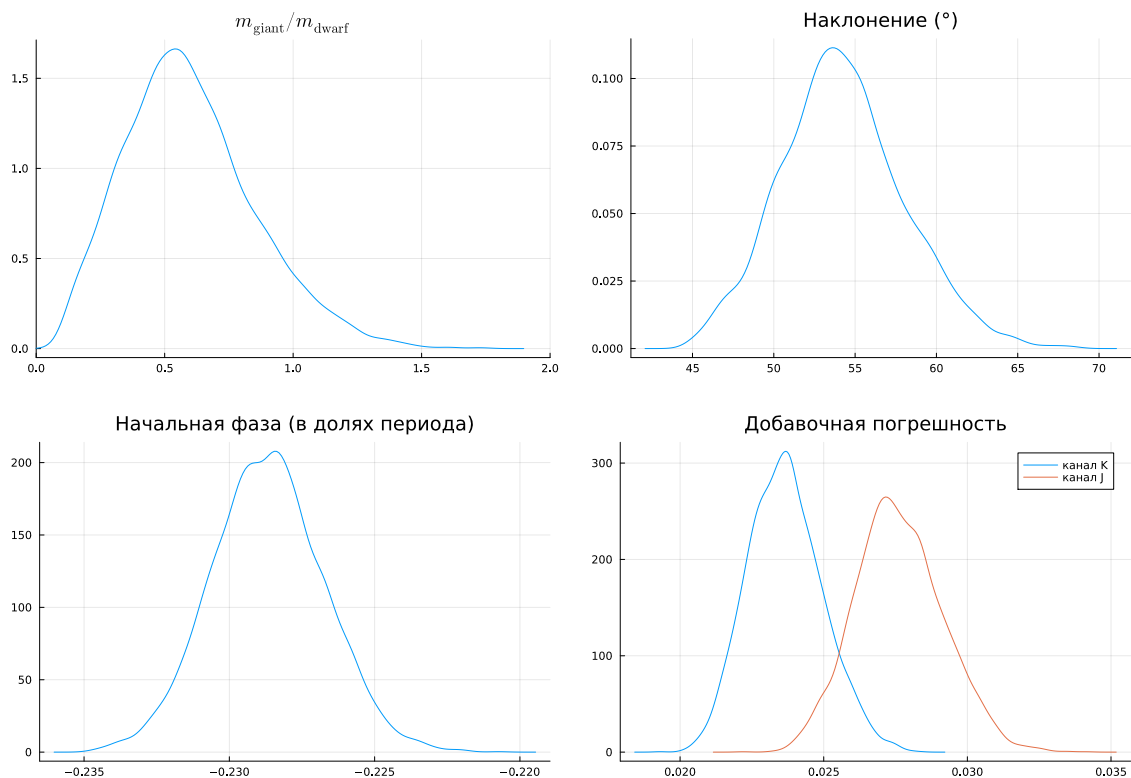 m_giant/m_dwarf
1.5
1.0
0.5
0.0
0.0 0.5 1.0 1.5 2.0
Наклонение (°)
0.100
0.075
0.050
0.025
0.000
45 50 55 60 65 70
Начальная фаза (в долях периода)
200
150
100
50
0
−0.235 −0.230 −0.225 −0.220
Добавочная погрешность
канал K
канал J
300
200
100
0
0.020 0.025 0.030 0.035